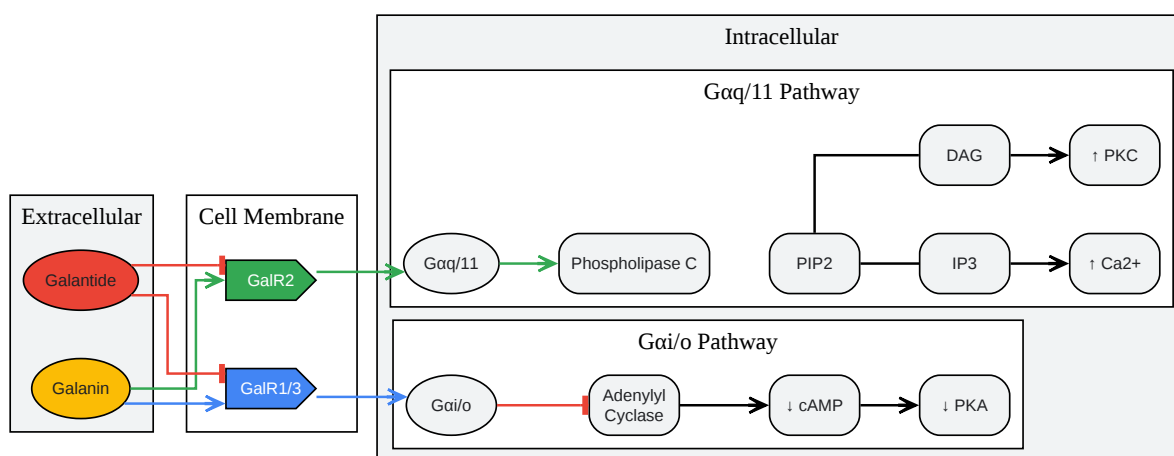 Intracellular
Gαq/11 Pathway
DAG
↑ PKC
Extracellular
Cell Membrane
Galantide
GalR2
Gαq/11
Phospholipase C
PIP2
IP3
↑ Ca2+
Gαi/o Pathway
Galanin
GalR1/3
Gαi/o
Adenylyl
Cyclase
↓ cAMP
↓ PKA